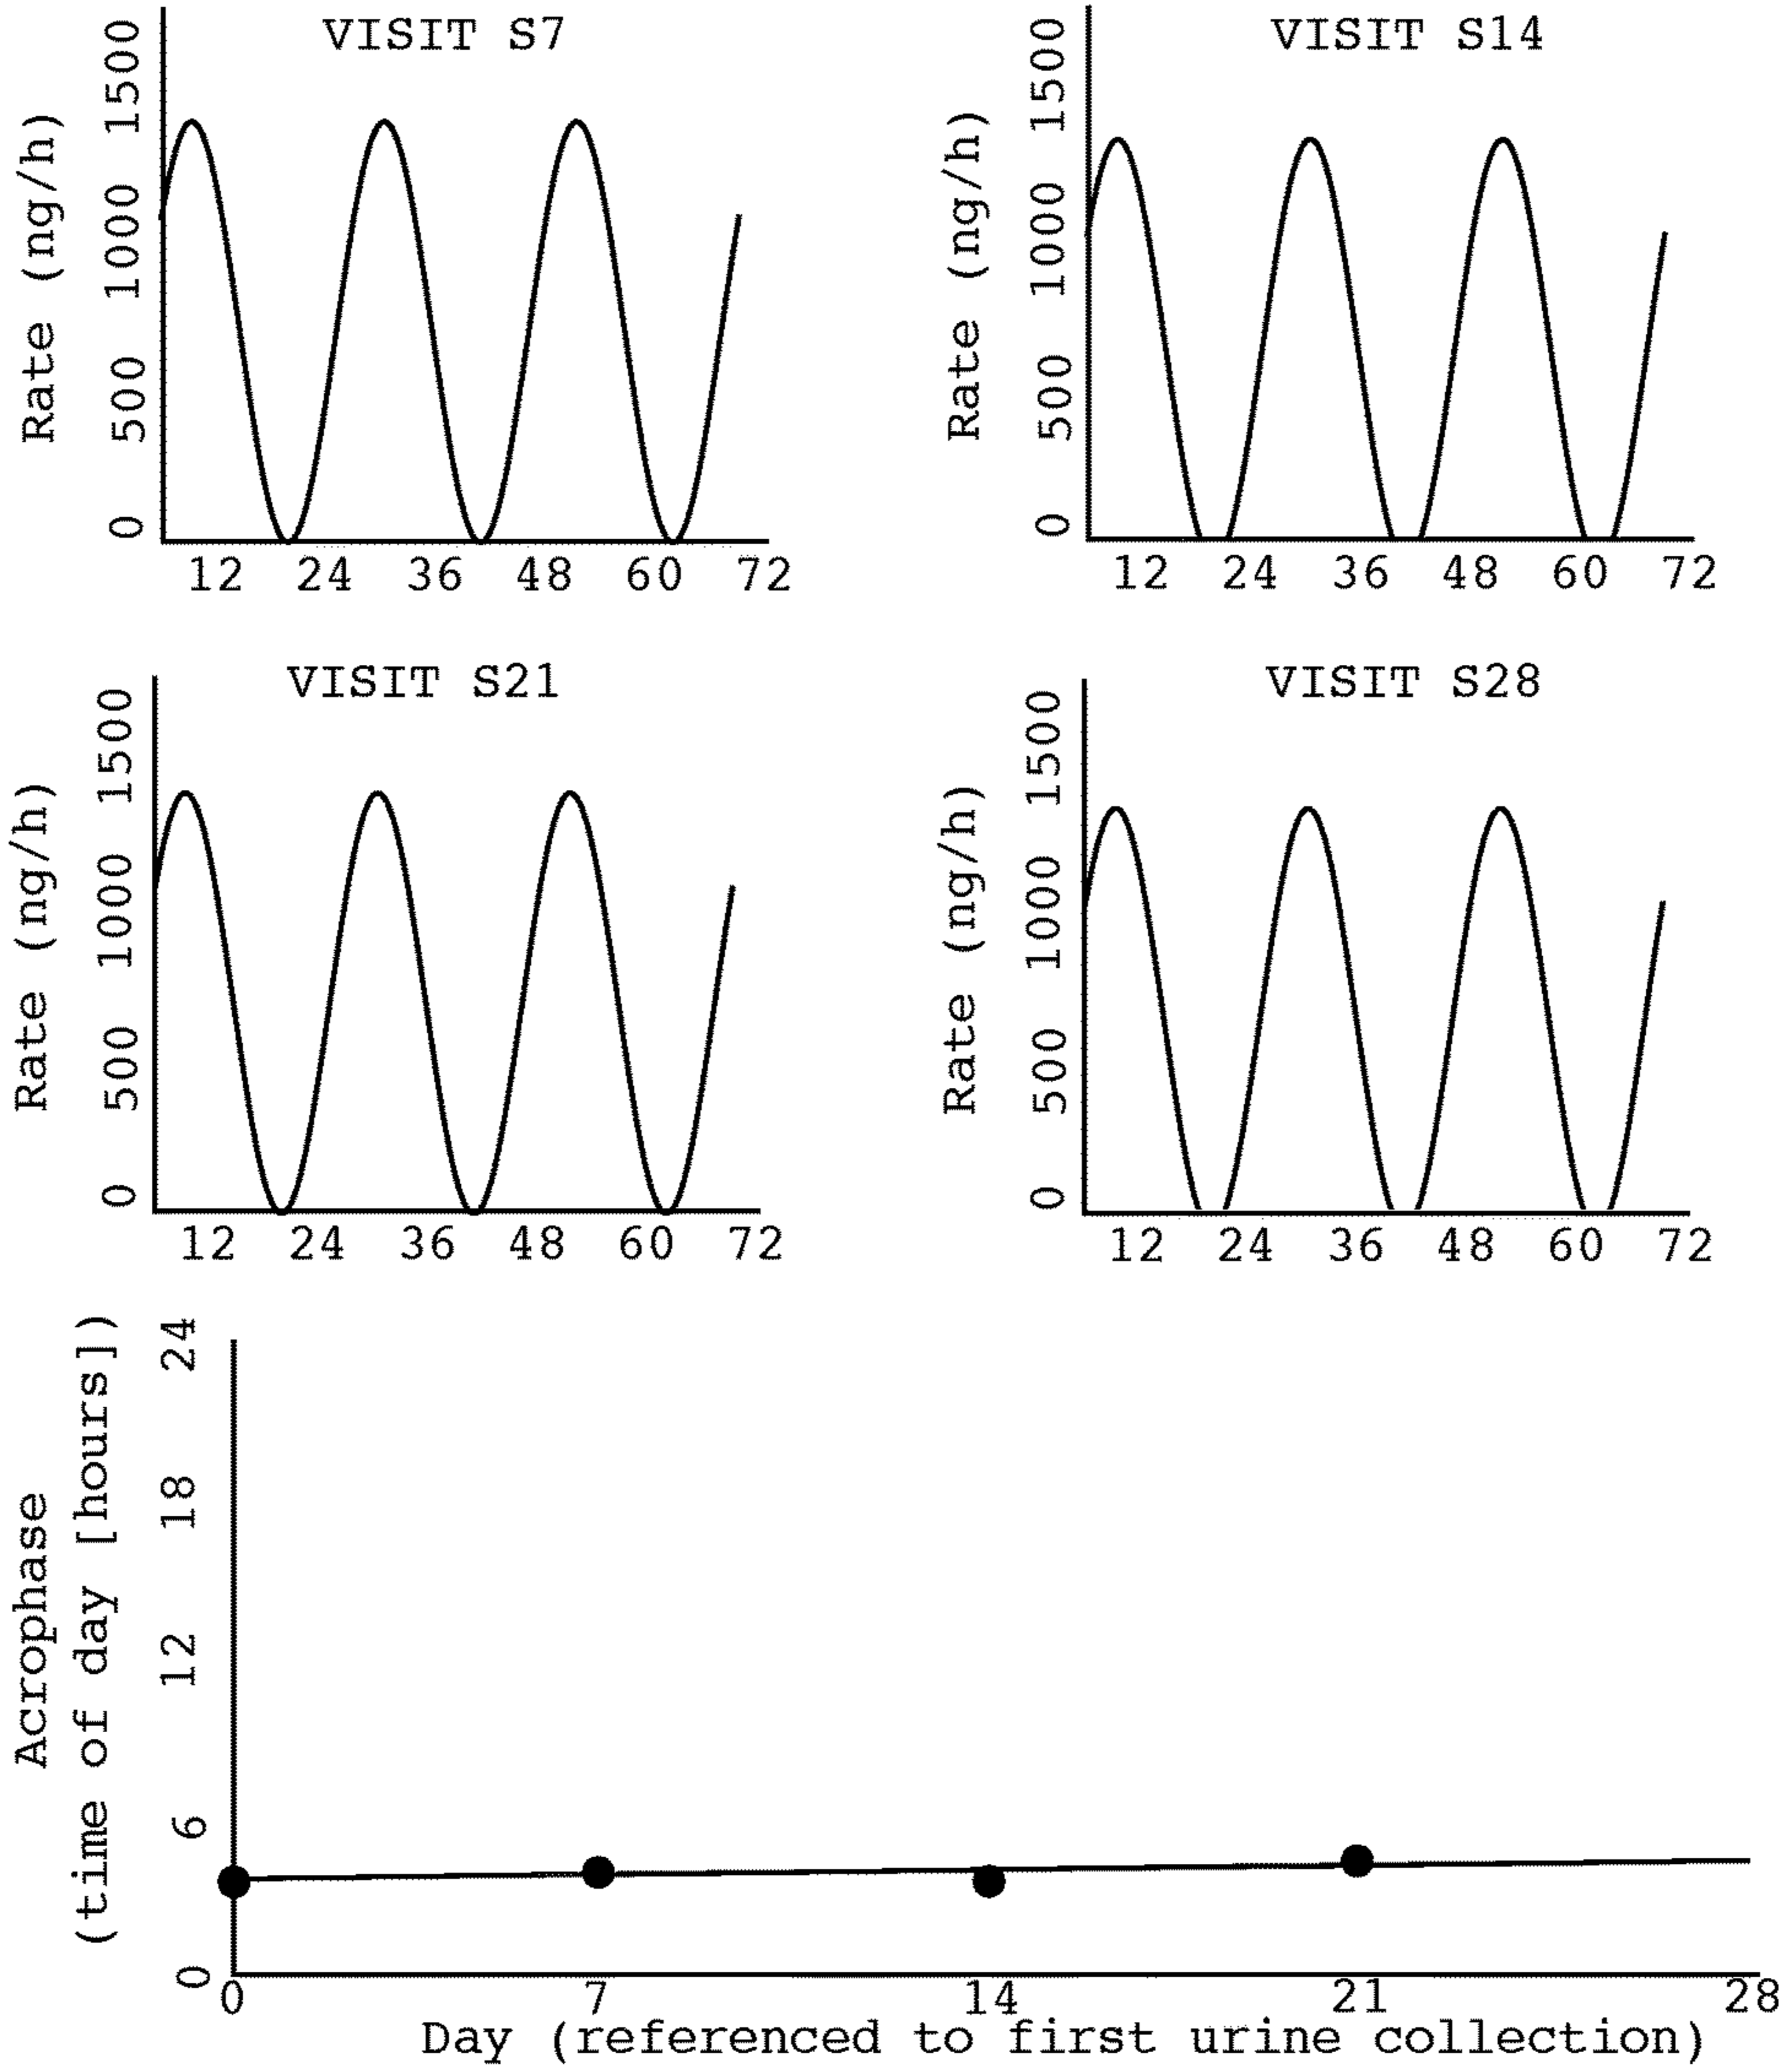 VISIT S7
Rate (ng/h)
1500
1000
500
0
12 24 36 48 60 72
VISIT S14
Rate (ng/h)
1500
1000
500
0
12 24 36 48 60 72
VISIT S21
Rate (ng/h)
1500
1000
500
0
12 24 36 48 60 72
VISIT S28
Rate (ng/h)
1500
1000
500
0
12 24 36 48 60 72
Acrophase
(time of day [hours])
24
18
12
6
0
0 7 14 21 28
Day (referenced to first urine collection)